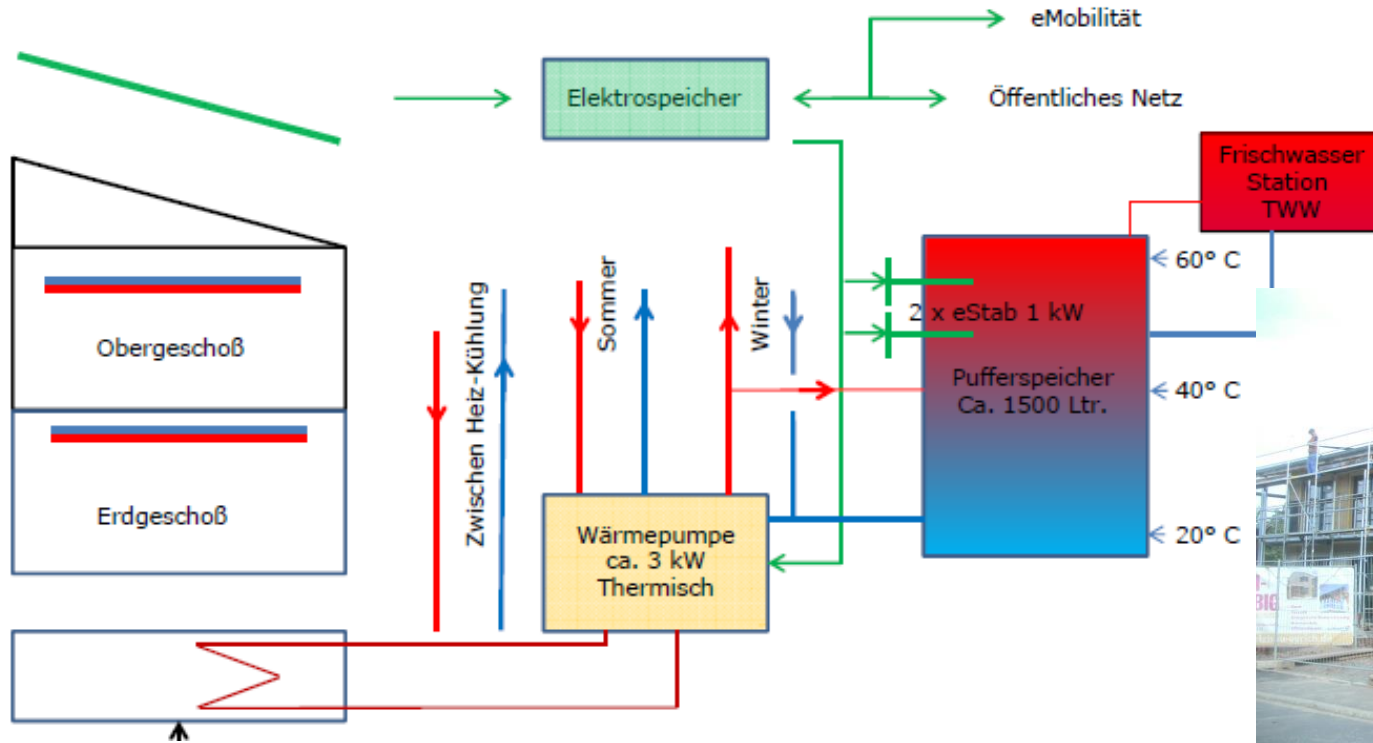 eMobilität
Elektrospeicher
Öffentliches Netz
Frischwasser
Station
TWW
60° C
Zwischen Heiz-Kühlung
Sommer
Winter
2 x eStab 1 kW
Obergeschoß
Pufferspeicher
Ca. 1500 Ltr.
40° C
Erdgeschoß
Wärmepumpe
ca. 3 kW
Thermisch
20° C